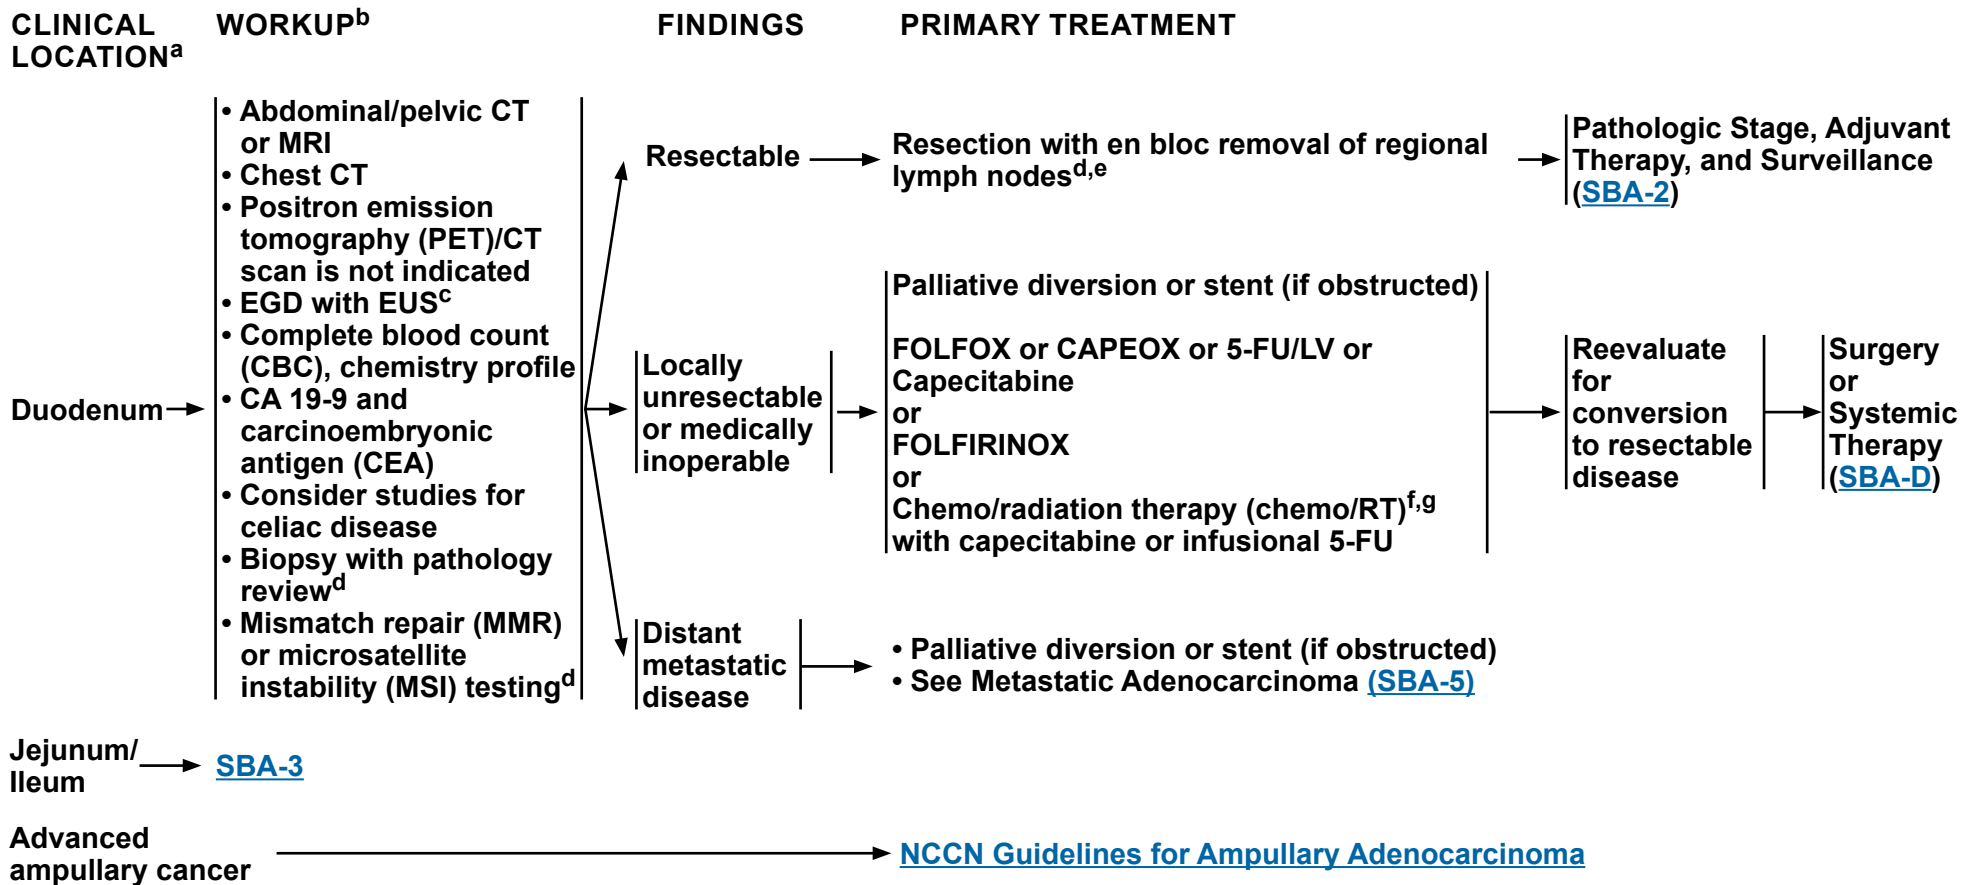 CLINICAL LOCATIONa
WORKUPb
FINDINGS
PRIMARY TREATMENT
Duodenum
• Abdominal/pelvic CT
or MRI
• Chest CT
• Positron emission
tomography (PET)/CT
scan is not indicated
• EGD with EUSc
• Complete blood count
(CBC), chemistry profile
• CA 19-9 and
carcinoembryonic
antigen (CEA)
• Consider studies for
celiac disease
• Biopsy with pathology
reviewd
• Mismatch repair (MMR)
or microsatellite
instability (MSI) testingd
Resectable
Resection with en bloc removal of regional
lymph nodesd,e
Pathologic Stage, Adjuvant
Therapy, and Surveillance
(SBA-2)
Locally
unresectable
or medically
inoperable
Palliative diversion or stent (if obstructed)
FOLFOX or CAPEOX or 5-FU/LV or
Capecitabine
or
FOLFIRINOX
or
Chemo/radiation therapy (chemo/RT)f,g
with capecitabine or infusional 5-FU
Reevaluate
for
conversion
to resectable
disease
Surgery
or
Systemic
Therapy
(SBA-D)
Distant
metastatic
disease
• Palliative diversion or stent (if obstructed)
• See Metastatic Adenocarcinoma (SBA-5)
Jejunum/
Ileum
SBA-3
Advanced
ampullary cancer
NCCN Guidelines for Ampullary Adenocarcinoma